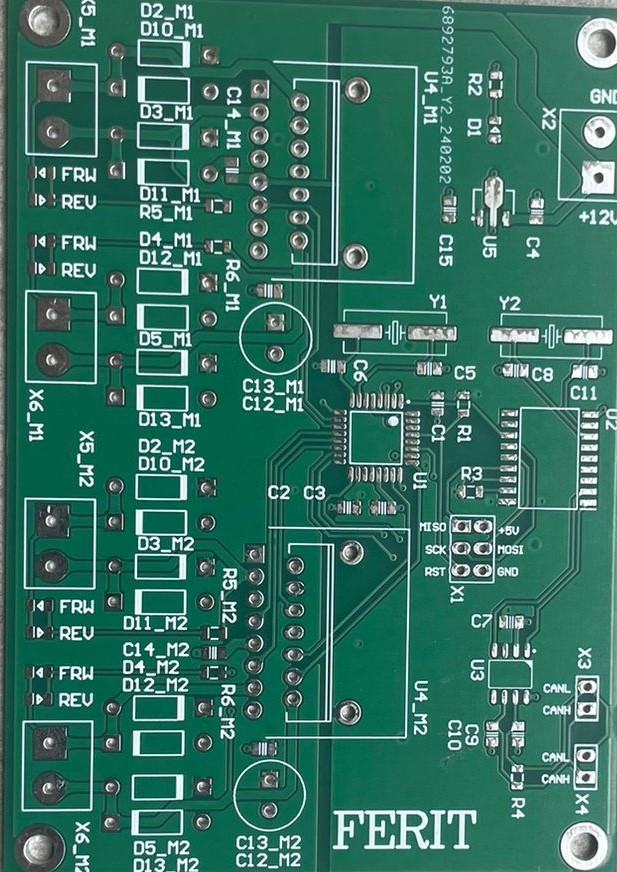 GND
+12V
X2
C4
R2
D1
U5
C15
6892793A_Y2_240202
U4_M1
Y2
C8
C11
U2
Y1
C5
R1
C1
C6
R3
+5V
MOSI
GND
MISO
SCK
RST
X1
U1
C7
U3
C9
C10
X3
CANL
CANH
CANL
CANH
X4
R4
FERIT
U4_M2
C2
C3
C13_M1
C12_M1
C13_M2
C12_M2
C14_M1
R6_M1
R5_M2
R6_M2
D2_M1
D10_M1
D3_M1
D11_M1
R5_M1
D4_M1
D12_M1
D5_M1
D13_M1
D2_M2
D10_M2
D3_M2
D11_M2
C14_M2
D4_M2
D12_M2
D5_M2
D13_M2
X5_M1
FRW
REV
FRW
REV
X6_M1
X5_M2
FRW
REV
FRW
REV
X6_M2